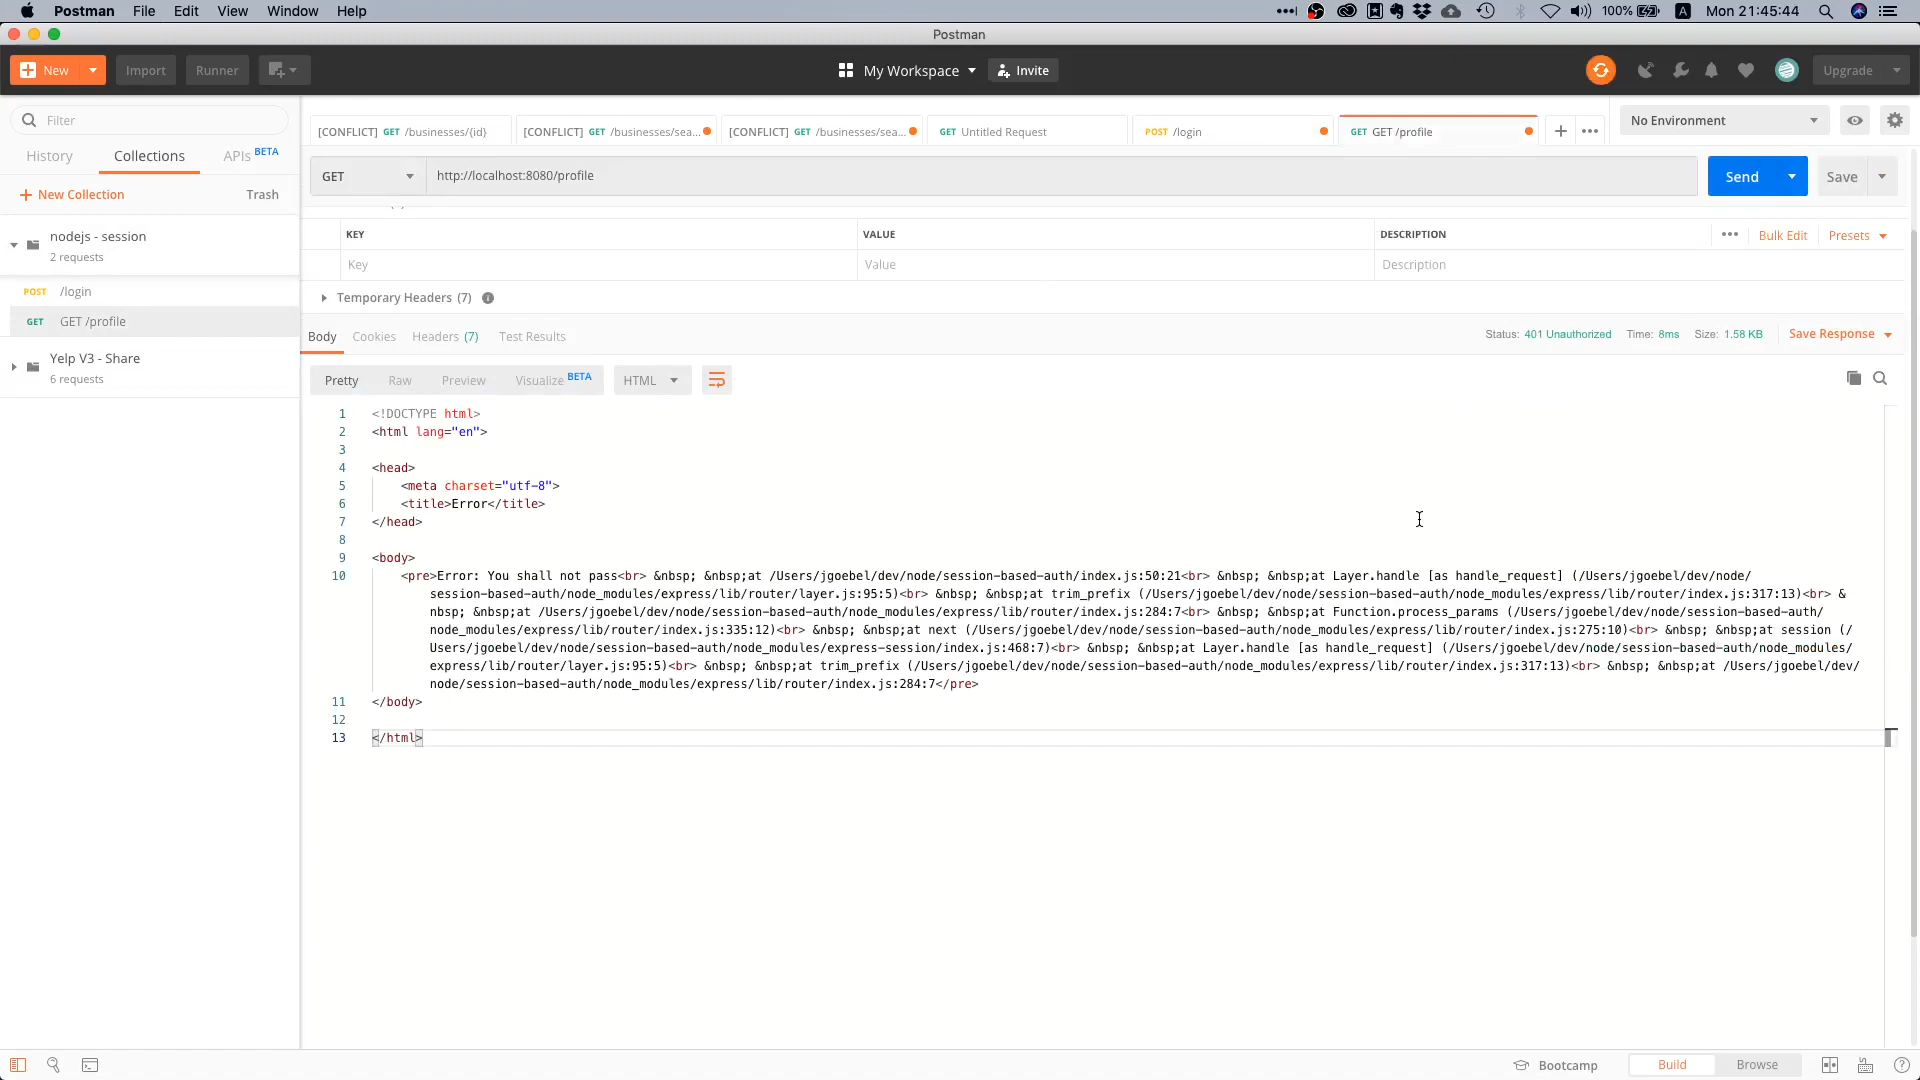 Postman File Edit View Window Help
100% A Mon 21:45:44
Postman
New Import Runner
My Workspace Invite
Upgrade
Filter
[CONFLICT] GET /businesses/{id}
[CONFLICT] GET /businesses/sea...
[CONFLICT] GET /businesses/sea...
GET Untitled Request
POST /login
GET GET /profile
No Environment
History Collections APIs BETA
GET http://localhost:8080/profile
Send Save
New Collection Trash
KEY VALUE DESCRIPTION Bulk Edit Presets
Key Value Description
nodejs - session
2 requests
POST /login
GET GET /profile
Yelp V3 - Share
6 requests
Temporary Headers (7)
Body Cookies Headers (7) Test Results
Status: 401 Unauthorized Time: 8ms Size: 1.58 KB Save Response
Pretty Raw Preview Visualize BETA HTML
1 <!DOCTYPE html>
2 <html lang="en">
3
4 <head>
5 <meta charset="utf-8">
6 <title>Error</title>
7 </head>
8
9 <body>
10 <pre>Error: You shall not pass<br> &nbsp; &nbsp;at /Users/jgoebel/dev/node/session-based-auth/index.js:50:21<br> &nbsp; &nbsp;at Layer.handle [as handle_request] (/Users/jgoebel/dev/node/
session-based-auth/node_modules/express/lib/router/layer.js:95:5)<br> &nbsp; &nbsp;at trim_prefix (/Users/jgoebel/dev/node/session-based-auth/node_modules/express/lib/router/index.js:317:13)<br> &
nbsp; &nbsp;at /Users/jgoebel/dev/node/session-based-auth/node_modules/express/lib/router/index.js:284:7<br> &nbsp; &nbsp;at Function.process_params (/Users/jgoebel/dev/node/session-based-auth/
node_modules/express/lib/router/index.js:335:12)<br> &nbsp; &nbsp;at next (/Users/jgoebel/dev/node/session-based-auth/node_modules/express/lib/router/index.js:275:10)<br> &nbsp; &nbsp;at session (/
Users/jgoebel/dev/node/session-based-auth/node_modules/express-session/index.js:468:7)<br> &nbsp; &nbsp;at Layer.handle [as handle_request] (/Users/jgoebel/dev/node/session-based-auth/node_modules/
express/lib/router/layer.js:95:5)<br> &nbsp; &nbsp;at trim_prefix (/Users/jgoebel/dev/node/session-based-auth/node_modules/express/lib/router/index.js:317:13)<br> &nbsp; &nbsp;at /Users/jgoebel/dev/
node/session-based-auth/node_modules/express/lib/router/index.js:284:7</pre>
11 </body>
12
13 </html>
Bootcamp Build Browse